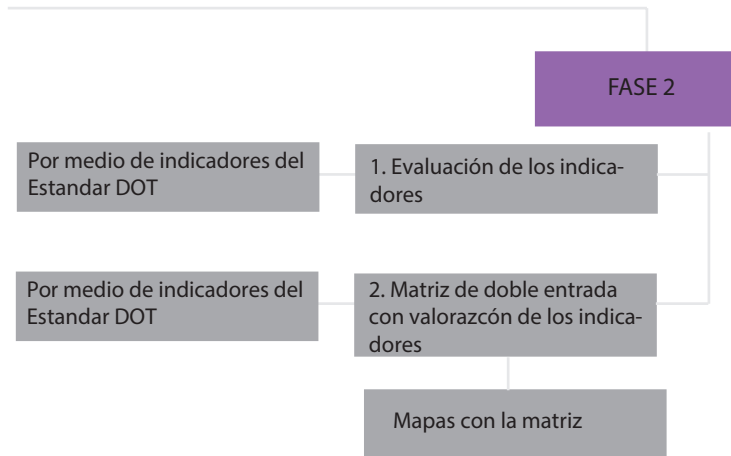 FASE 2
Por medio de indicadores del
Estandar DOT
1. Evaluación de los indica-
dores
Por medio de indicadores del
Estandar DOT
2. Matriz de doble entrada
con valorazcón de los indica-
dores
Mapas con la matriz